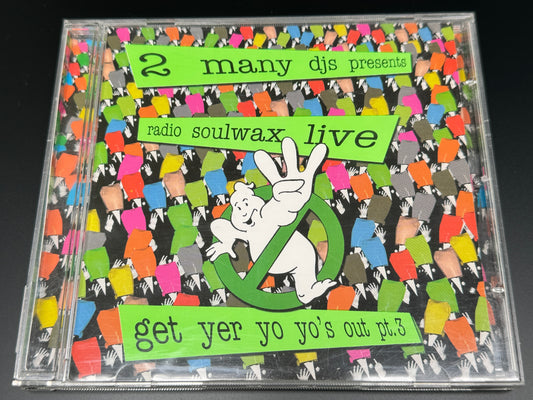 2 many djs presents
radio soulwax live
get yer yo yo's out pt.3